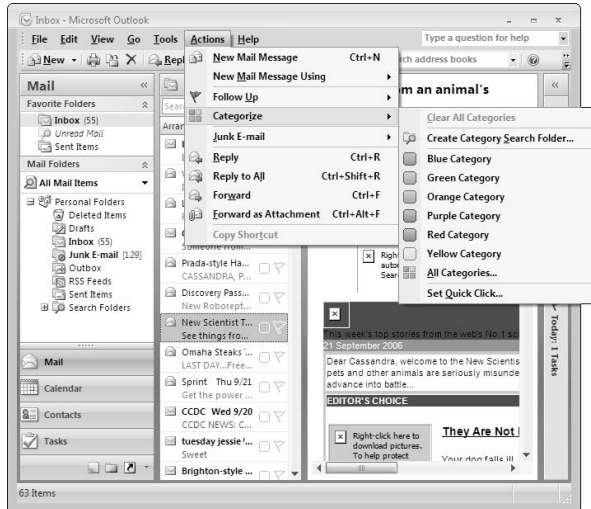 Inbox - Microsoft Outlook
File Edit View Go Tools Actions Help
Type a question for help
New
Repl
rch address books
Mail
Favorite Folders
Inbox (55)
Unread Mail
Sent Items
Mail Folders
All Mail Items
Personal Folders
Deleted Items
Drafts
Inbox (55)
Junk E-mail [129]
Outbox
RSS Feeds
Sent Items
Search Folders
Mail
Calendar
Contacts
Tasks
63 Items
Sear
Arran
New Mail Message Ctrl+N
New Mail Message Using
Follow Up
Categorize
Junk E-mail
Reply Ctrl+R
Reply to All Ctrl+Shift+R
Forward Ctrl+F
Forward as Attachment Ctrl+Alt+F
Copy Shortcut
Clear All Categories
Create Category Search Folder...
Blue Category
Green Category
Orange Category
Purple Category
Red Category
Yellow Category
All Categories...
Set Quick Click...
Someone from...
Prada-style Ha...
CASSANDRA, P...
Discovery Pass...
New Roborept...
New Scientist T...
See things fro...
Omaha Steaks '...
LAST DAY...Free...
Sprint Thu 9/21
Get the power ...
CCDC Wed 9/20
CCDC NEWS: C...
tuesday jessie '...
Sweet
Brighton-style ...
om an animal's
Righ
auto
Sear
This week's top stories from the web's No.1 sci
21 September 2006
Dear Cassandra, welcome to the New Scientis
pets and other animals are seriously misunde
advance into battle...
EDITOR'S CHOICE
Right-click here to
download pictures.
To help protect
They Are Not I
Your dog falls ill
Today: 1 Tasks